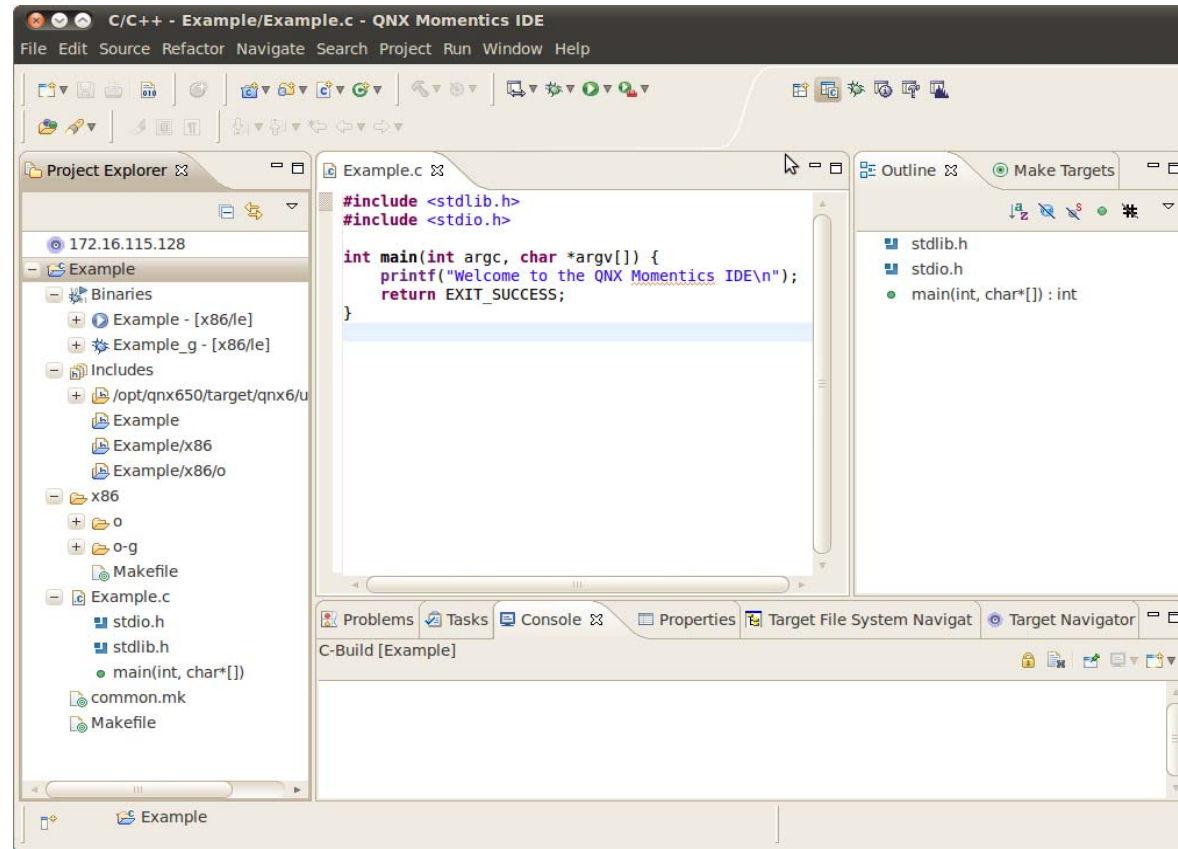 C/C++ - Example/Example.c - QNX Momentics IDE
File Edit Source Refactor Navigate Search Project Run Window Help
Project Explorer
172.16.115.128
Example
Binaries
Example - [x86/le]
Example_g - [x86/le]
Includes
/opt/qnx650/target/qnx6/u
Example
Example/x86
Example/x86/o
x86
o
o-g
Makefile
Example.c
stdio.h
stdlib.h
main(int, char*[])
common.mk
Makefile
Example.c
#include <stdlib.h>
#include <stdio.h>
int main(int argc, char *argv[]) {
printf("Welcome to the QNX Momentics IDE\n");
return EXIT_SUCCESS;
}
Outline Make Targets
stdlib.h
stdio.h
main(int, char*[]) : int
Problems Tasks Console Properties Target File System Navigat Target Navigator
C-Build [Example]
Example